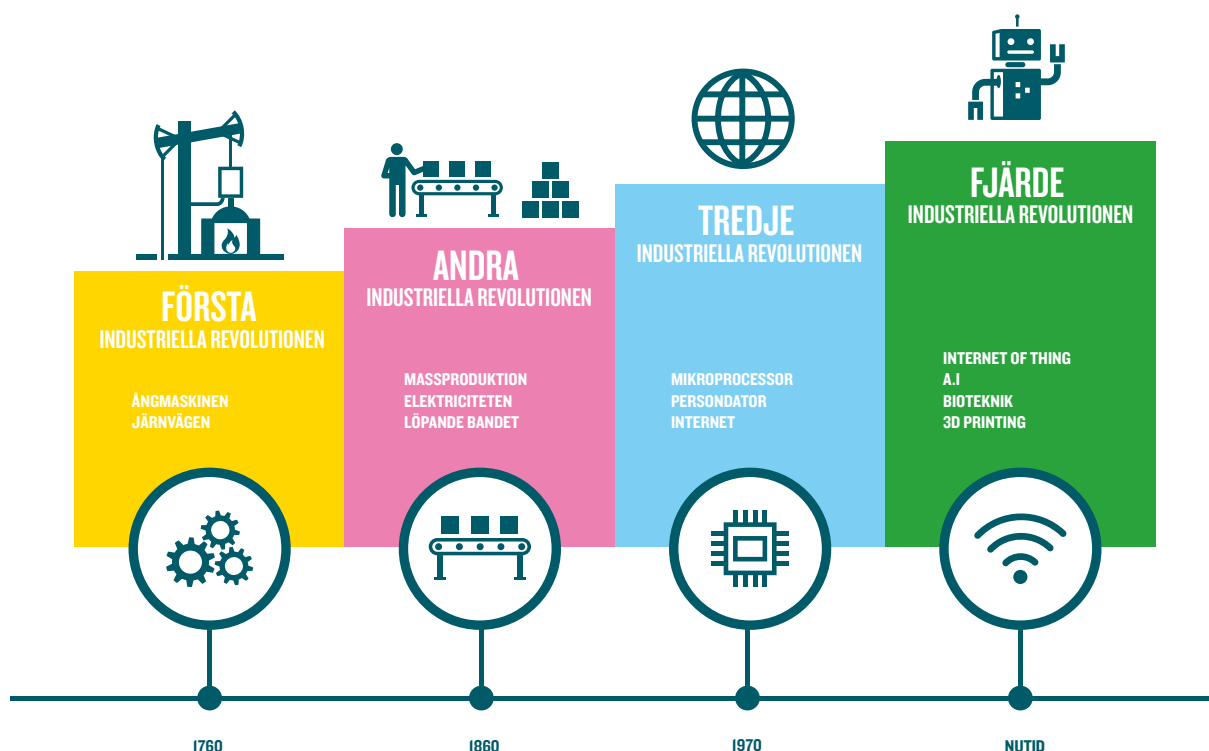 FÖRSTA
INDUSTRIELLA REVOLUTIONEN
ÅNGMASKINEN
JÄRNVÄGEN
ANDRA
INDUSTRIELLA REVOLUTIONEN
MASSPRODUKTION
ELEKTRICITETEN
LÖPANDE BANDET
TREDJE
INDUSTRIELLA REVOLUTIONEN
MIKROPROCESSOR
PERSONDATOR
INTERNET
FJÄRDE
INDUSTRIELLA REVOLUTIONEN
INTERNET OF THING
A.I
BIOTEKNIK
3D PRINTING
1760
1860
1970
NUTID